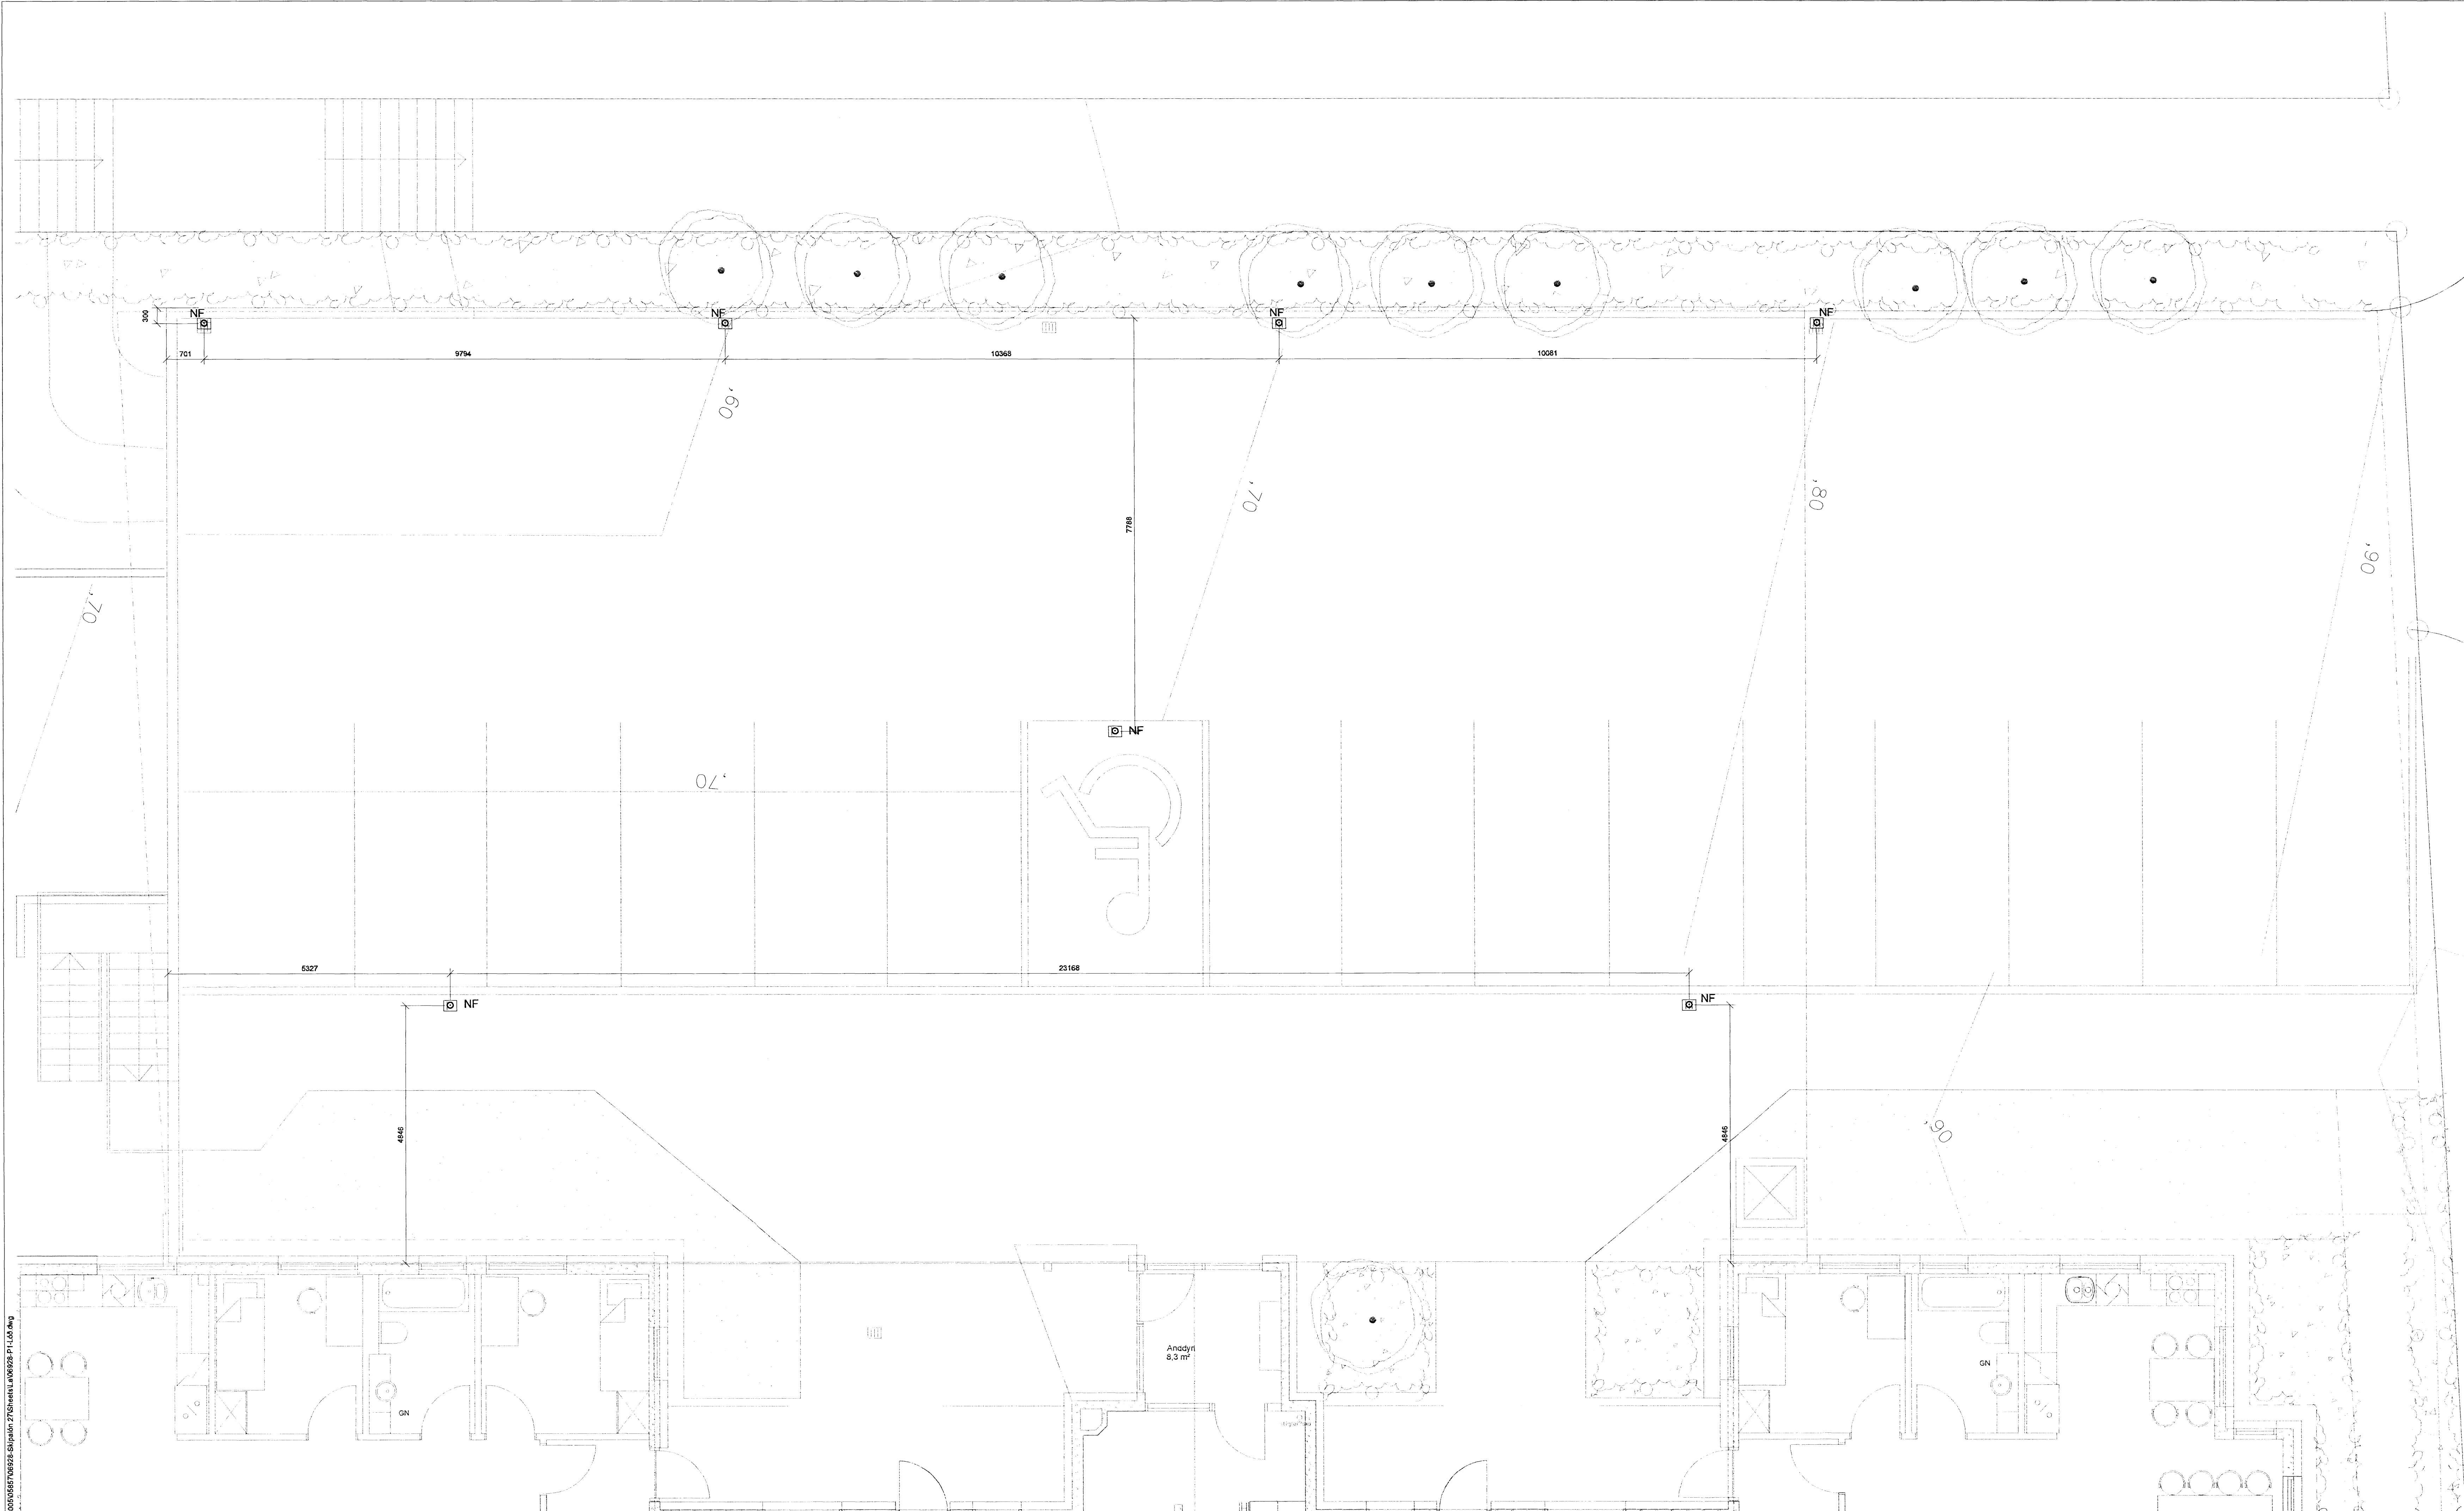 300
NF
NF
NF
NF
701
9794
10368
10081
,60
,70
,80
,90
7788
,70
NF
,70
5327
23168
NF
NF
4846
4846
,90
Anddyri
8,3 m²
GN
GN